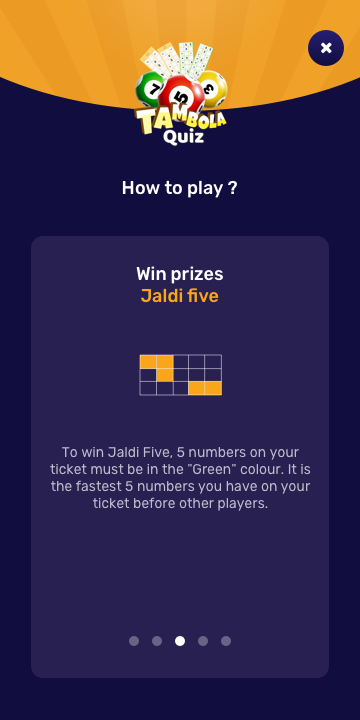 7
5
3
TAMBOLA
Quiz
How to play ?
Win prizes
Jaldi five
To win Jaldi Five, 5 numbers on your
ticket must be in the "Green" colour. It is
the fastest 5 numbers you have on your
ticket before other players.